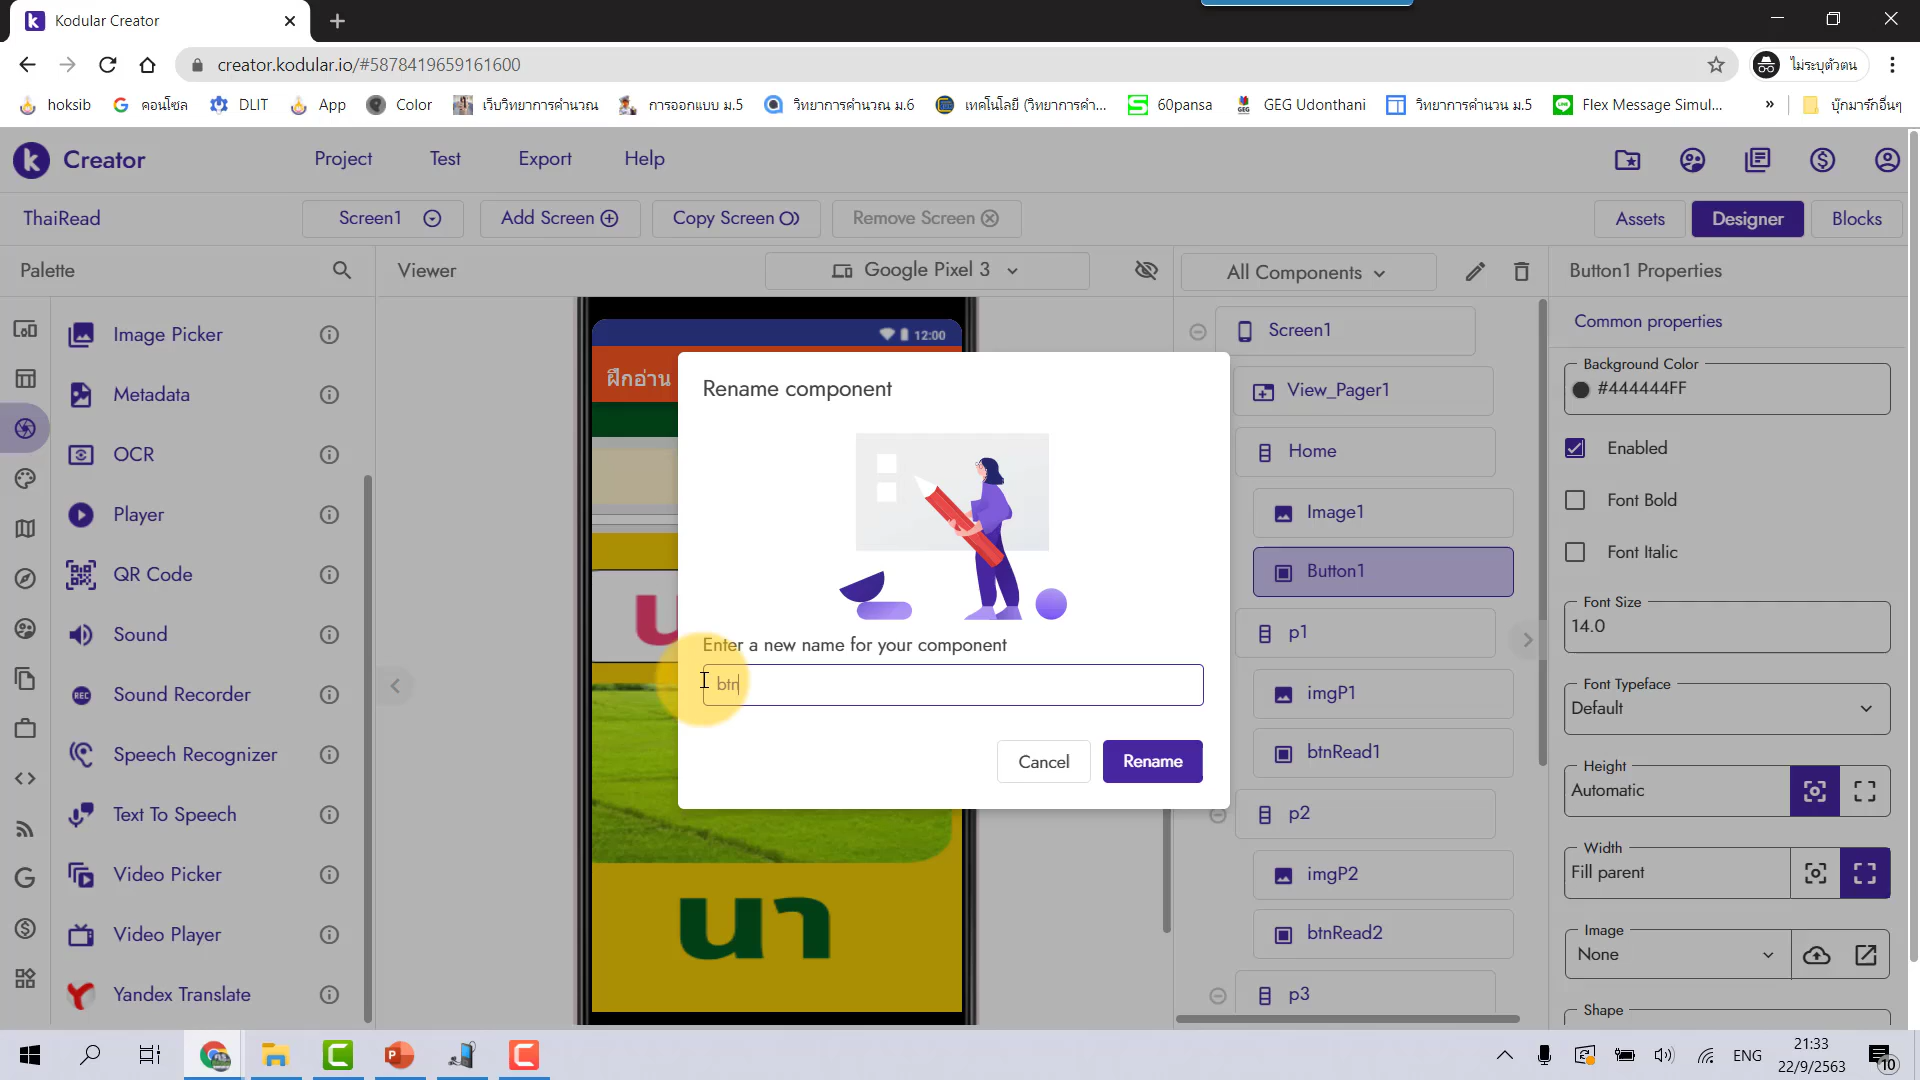 Kodular Creator
creator.kodular.io/#5878419659161600
ไม่ระบุตัวตน
hoksib
คอนโซล
DLIT
App
Color
เว็บวิทยาการคำนวณ
การออกแบบ ม.5
วิทยาการคำนวณ ม.6
เทคโนโลยี (วิทยาการคำ...
60pansa
GEG Udonthani
วิทยาการคำนวน ม.5
Flex Message Simul...
»
บุ๊กมาร์กอื่นๆ
Creator
Project
Test
Export
Help
ThaiRead
Screen1
Add Screen
Copy Screen
Remove Screen
Assets
Designer
Blocks
Palette
Viewer
Google Pixel 3
All Components
Button1 Properties
Image Picker
Metadata
OCR
Player
QR Code
Sound
REC
Sound Recorder
Speech Recognizer
Text To Speech
Video Picker
Video Player
Yandex Translate
12:00
ฝึกอ่าน
นา
Rename component
Enter a new name for your component
btn
Cancel
Rename
Screen1
View_Pager1
Home
Image1
Button1
p1
imgP1
btnRead1
p2
imgP2
btnRead2
p3
Common properties
Background Color
#444444FF
Enabled
Font Bold
Font Italic
Font Size
14.0
Font Typeface
Default
Height
Automatic
Width
Fill parent
Image
None
Shape
ENG
21:33
22/9/2563
10